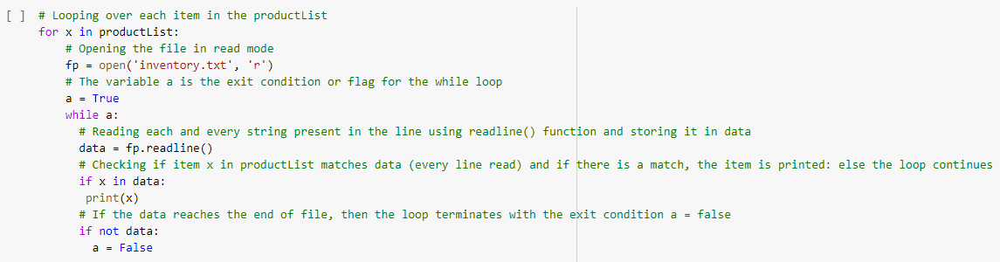 [ ] # Looping over each item in the productList
for x in productList:
    # Opening the file in read mode
    fp = open('inventory.txt', 'r')
    # The variable a is the exit condition or flag for the while loop
    a = True
    while a:
      # Reading each and every string present in the line using readline() function and storing it in data
      data = fp.readline()
      # Checking if item x in productList matches data (every line read) and if there is a match, the item is printed: else the loop continues
      if x in data:
       print(x)
      # If the data reaches the end of file, then the loop terminates with the exit condition a = false
      if not data:
        a = False